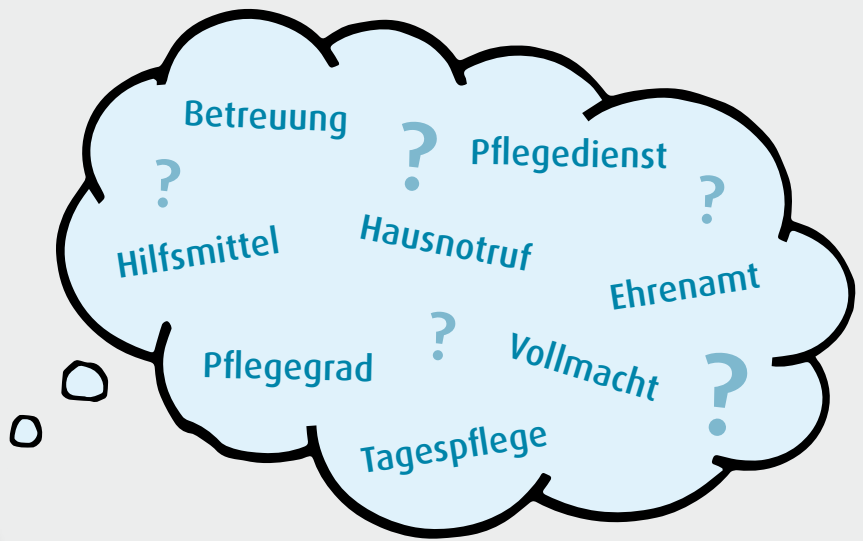 Betreuung
?
Pflegedienst
?
?
Hilfsmittel
Hausnotruf
Ehrenamt
?
Vollmacht
Pflegegrad
?
Tagespflege